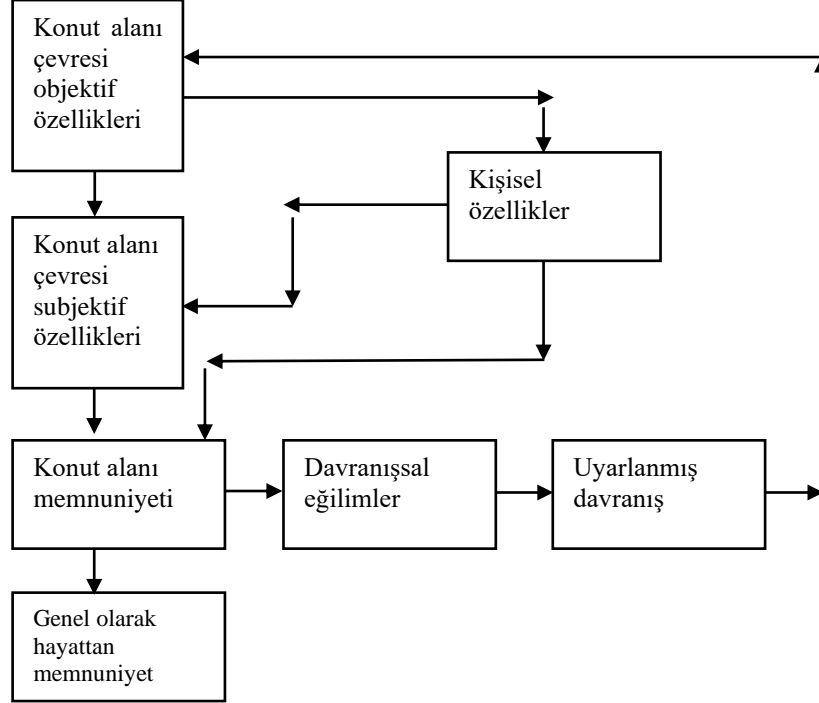 Konut alanı
çevresi
objektif
özellikleri
Kişisel
özellikler
Konut alanı
çevresi
subjektif
özellikleri
Konut alanı
memnuniyeti
Davranışsal
eğilimler
Uyarlanmış
davranış
Genel olarak
hayattan
memnuniyet